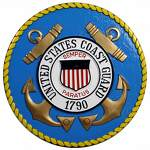 UNITED STATES COAST GUARD
SEMPER
PARATUS
1790